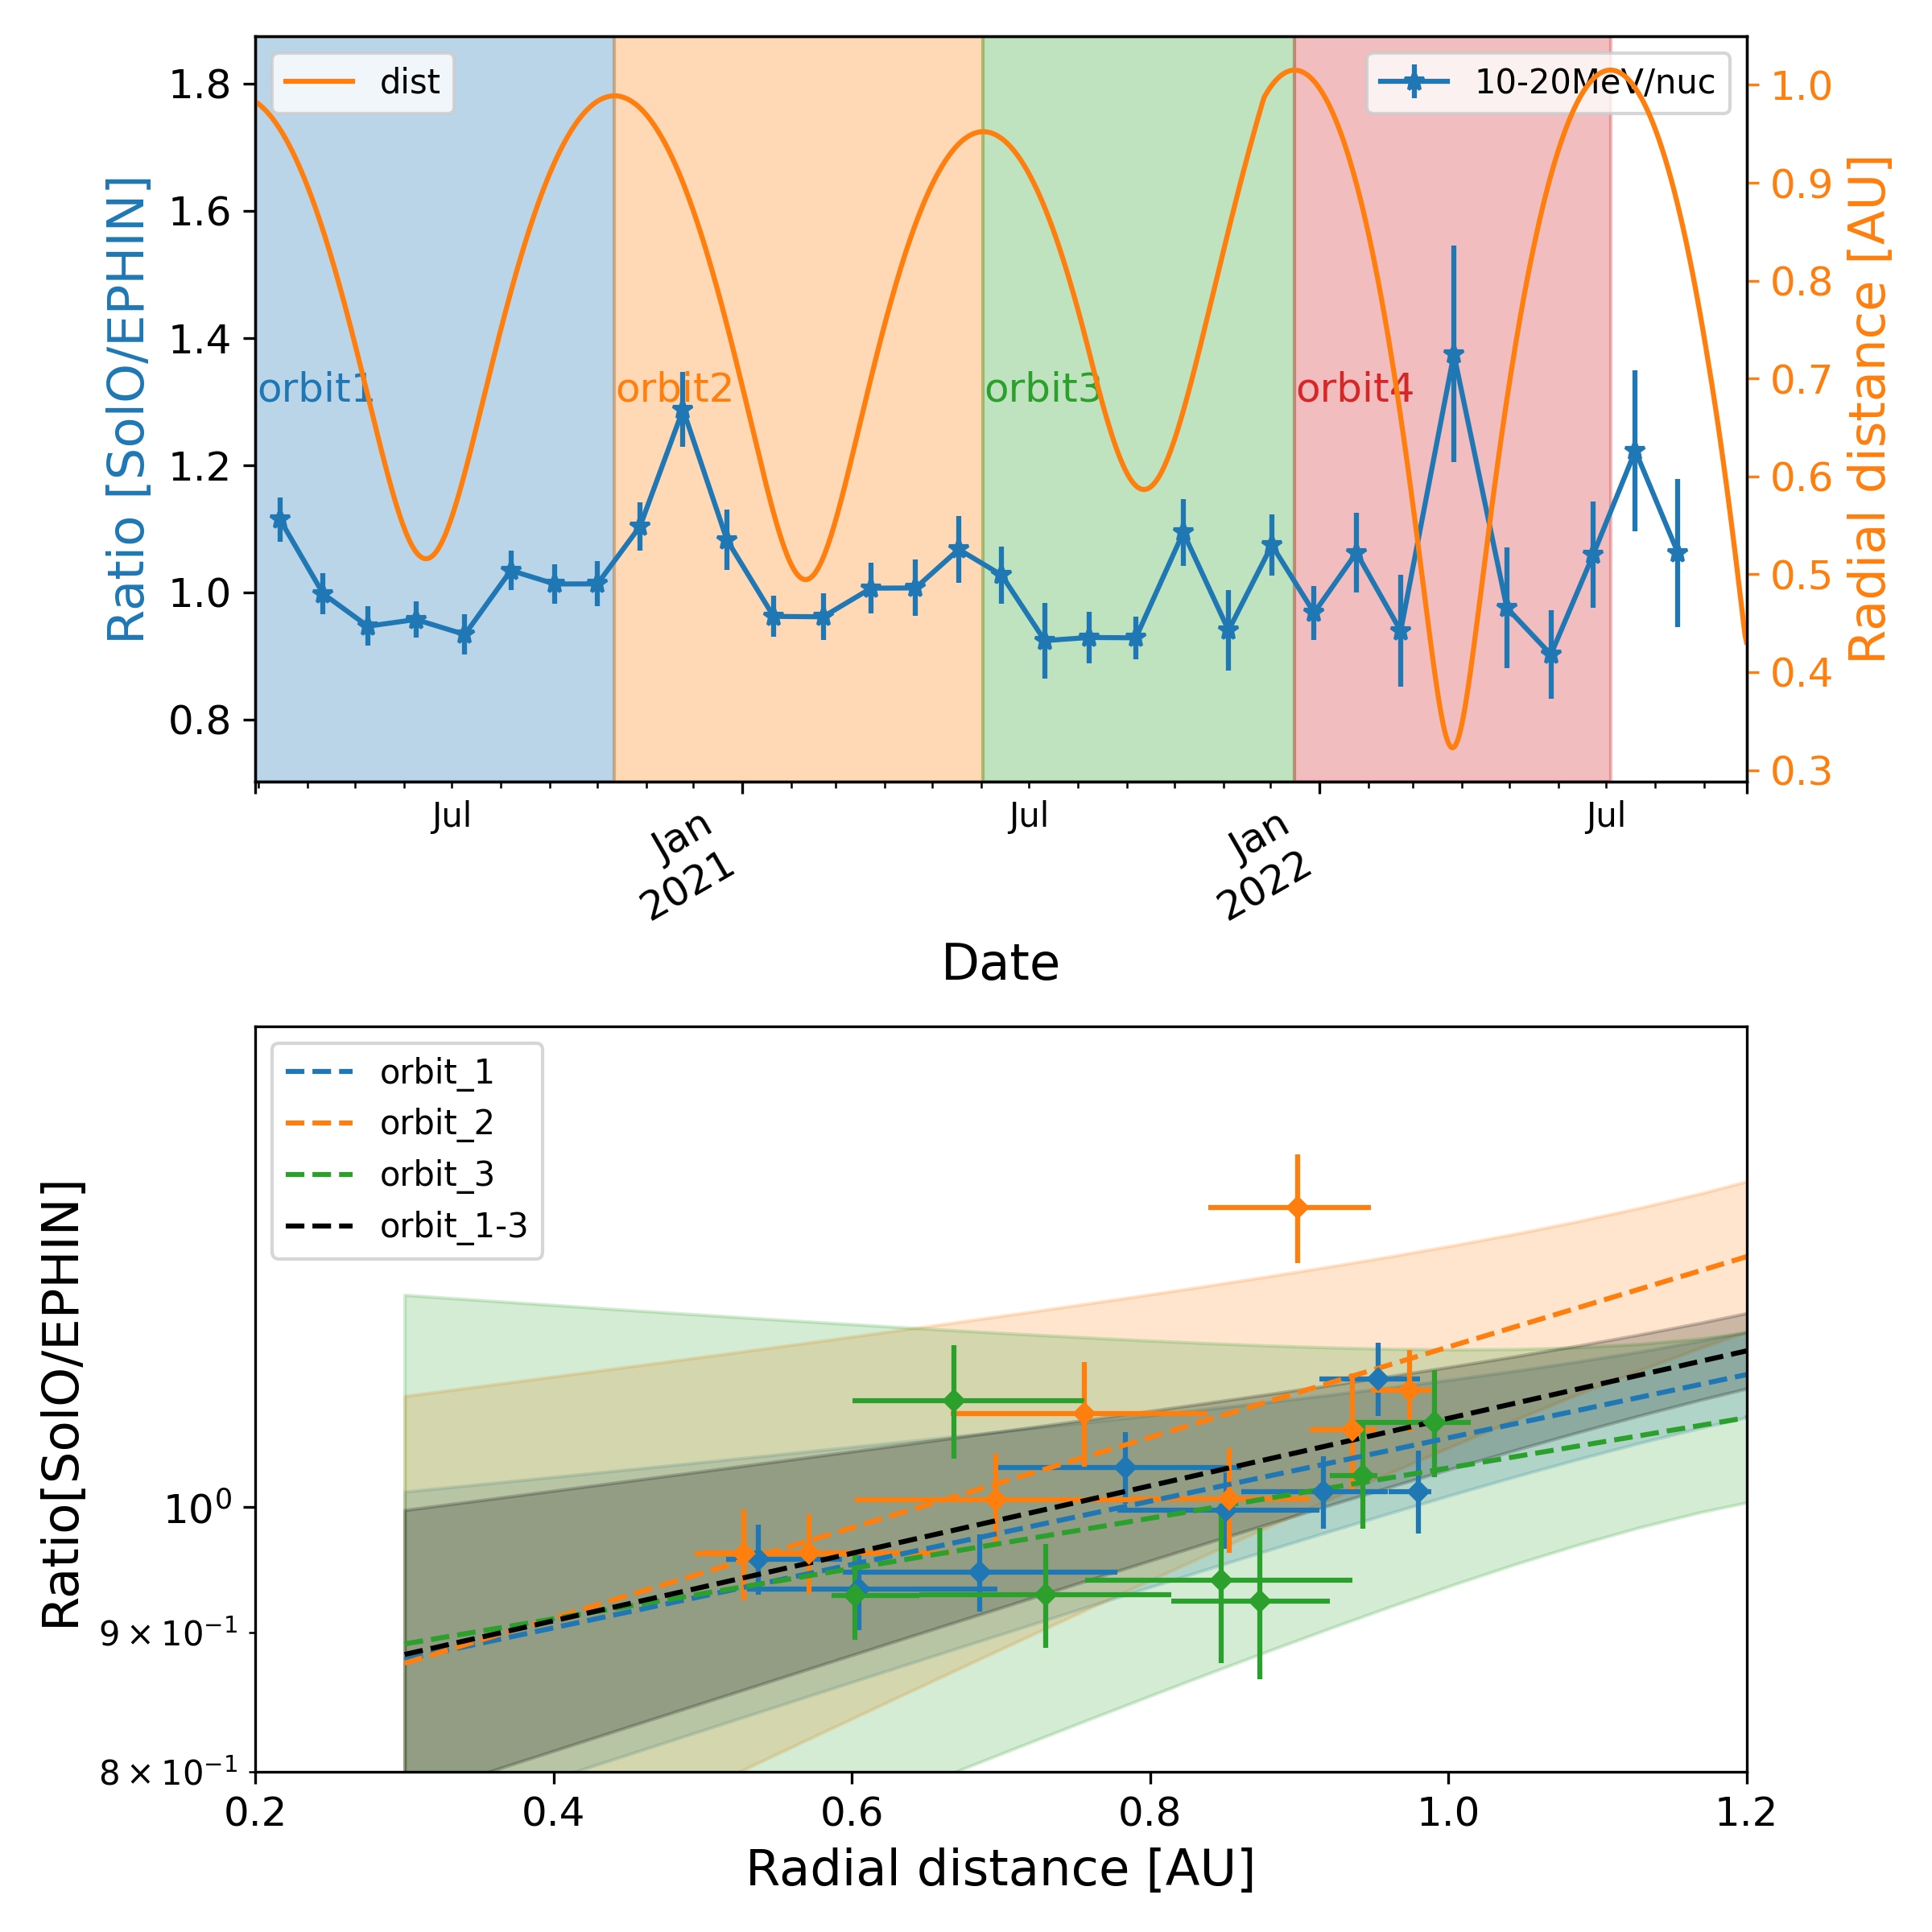 dist
10-20MeV/nuc
1.8
1.6
1.4
1.2
1.0
0.8
Ratio [SolO/EPHIN]
orbit1
orbit2
orbit3
orbit4
1.0
0.9
0.8
0.7
0.6
0.5
0.4
0.3
Radial distance [AU]
Jul
Jan
2021
Jul
Jan
2022
Jul
Date
orbit_1
orbit_2
orbit_3
orbit_1-3
Ratio[SolO/EPHIN]
10⁰
9 × 10⁻¹
8 × 10⁻¹
0.2
0.4
0.6
0.8
1.0
1.2
Radial distance [AU]